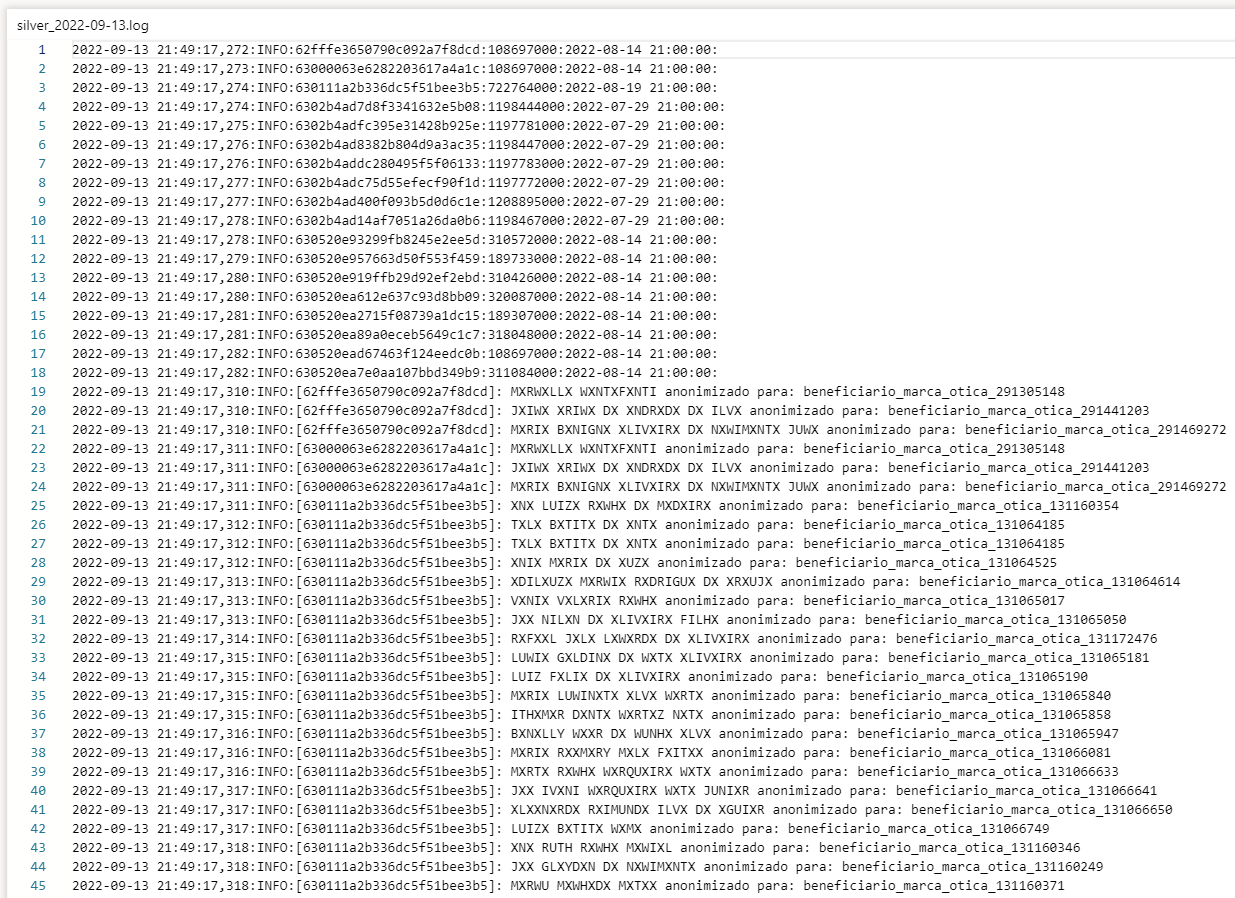 silver_2022-09-13.log
1 2022-09-13 21:49:17,272:INFO:62fffe3650790c092a7f8dcd:108697000:2022-08-14 21:00:00:
2 2022-09-13 21:49:17,273:INFO:63000063e6282203617a4a1c:108697000:2022-08-14 21:00:00:
3 2022-09-13 21:49:17,274:INFO:630111a2b336dc5f51bee3b5:722764000:2022-08-19 21:00:00:
4 2022-09-13 21:49:17,274:INFO:6302b4ad7d8f3341632e5b08:1198444000:2022-07-29 21:00:00:
5 2022-09-13 21:49:17,275:INFO:6302b4adfc395e31428b925e:1197781000:2022-07-29 21:00:00:
6 2022-09-13 21:49:17,276:INFO:6302b4ad8382b804d9a3ac35:1198447000:2022-07-29 21:00:00:
7 2022-09-13 21:49:17,276:INFO:6302b4addc280495f5f06133:1197783000:2022-07-29 21:00:00:
8 2022-09-13 21:49:17,277:INFO:6302b4adc75d55efecf90f1d:1197772000:2022-07-29 21:00:00:
9 2022-09-13 21:49:17,277:INFO:6302b4ad400f093b5d0d6c1e:1208895000:2022-07-29 21:00:00:
10 2022-09-13 21:49:17,278:INFO:6302b4ad14af7051a26da0b6:1198467000:2022-07-29 21:00:00:
11 2022-09-13 21:49:17,278:INFO:630520e93299fb8245e2ee5d:310572000:2022-08-14 21:00:00:
12 2022-09-13 21:49:17,279:INFO:630520e957663d50f553f459:189733000:2022-08-14 21:00:00:
13 2022-09-13 21:49:17,280:INFO:630520e919ffb29d92ef2ebd:310426000:2022-08-14 21:00:00:
14 2022-09-13 21:49:17,280:INFO:630520ea612e637c93d8bb09:320087000:2022-08-14 21:00:00:
15 2022-09-13 21:49:17,281:INFO:630520ea2715f08739a1dc15:189307000:2022-08-14 21:00:00:
16 2022-09-13 21:49:17,281:INFO:630520ea89a0eceb5649c1c7:318048000:2022-08-14 21:00:00:
17 2022-09-13 21:49:17,282:INFO:630520ead67463f124eedc0b:108697000:2022-08-14 21:00:00:
18 2022-09-13 21:49:17,282:INFO:630520ea7e0aa107bbd349b9:311084000:2022-08-14 21:00:00:
19 2022-09-13 21:49:17,310:INFO:[62fffe3650790c092a7f8dcd]: MXRWXLLX WXNTXFXNTI anonimizado para: beneficiario_marca_otica_291305148
20 2022-09-13 21:49:17,310:INFO:[62fffe3650790c092a7f8dcd]: JXIWX XRIWX DX XNDRXDX DX ILVX anonimizado para: beneficiario_marca_otica_291441203
21 2022-09-13 21:49:17,310:INFO:[62fffe3650790c092a7f8dcd]: MXRIX BXNIGNX XLIVXIRX DX NXWIMXNTX JUWX anonimizado para: beneficiario_marca_otica_291469272
22 2022-09-13 21:49:17,311:INFO:[63000063e6282203617a4a1c]: MXRWXLLX WXNTXFXNTI anonimizado para: beneficiario_marca_otica_291305148
23 2022-09-13 21:49:17,311:INFO:[63000063e6282203617a4a1c]: JXIWX XRIWX DX XNDRXDX DX ILVX anonimizado para: beneficiario_marca_otica_291441203
24 2022-09-13 21:49:17,311:INFO:[63000063e6282203617a4a1c]: MXRIX BXNIGNX XLIVXIRX DX NXWIMXNTX JUWX anonimizado para: beneficiario_marca_otica_291469272
25 2022-09-13 21:49:17,311:INFO:[630111a2b336dc5f51bee3b5]: XNX LUIZX RXWHX DX MXDXIRX anonimizado para: beneficiario_marca_otica_131160354
26 2022-09-13 21:49:17,312:INFO:[630111a2b336dc5f51bee3b5]: TXLX BXTITX DX XNTX anonimizado para: beneficiario_marca_otica_131064185
27 2022-09-13 21:49:17,312:INFO:[630111a2b336dc5f51bee3b5]: TXLX BXTITX DX XNTX anonimizado para: beneficiario_marca_otica_131064185
28 2022-09-13 21:49:17,312:INFO:[630111a2b336dc5f51bee3b5]: XNIX MXRIX DX XUZX anonimizado para: beneficiario_marca_otica_131064525
29 2022-09-13 21:49:17,313:INFO:[630111a2b336dc5f51bee3b5]: XDILXUZX MXRWIX RXDRIGUX DX XRXUJX anonimizado para: beneficiario_marca_otica_131064614
30 2022-09-13 21:49:17,313:INFO:[630111a2b336dc5f51bee3b5]: VXNIX VXLXRIX RXWHX anonimizado para: beneficiario_marca_otica_131065017
31 2022-09-13 21:49:17,313:INFO:[630111a2b336dc5f51bee3b5]: JXX NILXN DX XLIVXIRX FILHX anonimizado para: beneficiario_marca_otica_131065050
32 2022-09-13 21:49:17,314:INFO:[630111a2b336dc5f51bee3b5]: RXFXXL JXLX LXWXRDX DX XLIVXIRX anonimizado para: beneficiario_marca_otica_131172476
33 2022-09-13 21:49:17,315:INFO:[630111a2b336dc5f51bee3b5]: LUWIX GXLDINX DX WXTX XLIVXIRX anonimizado para: beneficiario_marca_otica_131065181
34 2022-09-13 21:49:17,315:INFO:[630111a2b336dc5f51bee3b5]: LUIZ FXLIX DX XLIVXIRX anonimizado para: beneficiario_marca_otica_131065190
35 2022-09-13 21:49:17,315:INFO:[630111a2b336dc5f51bee3b5]: MXRIX LUWINXTX XLVX WXRTX anonimizado para: beneficiario_marca_otica_131065840
36 2022-09-13 21:49:17,315:INFO:[630111a2b336dc5f51bee3b5]: ITHXMXR DXNTX WXRTXZ NXTX anonimizado para: beneficiario_marca_otica_131065858
37 2022-09-13 21:49:17,316:INFO:[630111a2b336dc5f51bee3b5]: BXNXLLY WXXR DX WUNHX XLVX anonimizado para: beneficiario_marca_otica_131065947
38 2022-09-13 21:49:17,316:INFO:[630111a2b336dc5f51bee3b5]: MXRIX RXXMXRY MXLX FXITXX anonimizado para: beneficiario_marca_otica_131066081
39 2022-09-13 21:49:17,316:INFO:[630111a2b336dc5f51bee3b5]: MXRTX RXWHX WXRQUXIRX WXTX anonimizado para: beneficiario_marca_otica_131066633
40 2022-09-13 21:49:17,317:INFO:[630111a2b336dc5f51bee3b5]: JXX IVXNI WXRQUXIRX WXTX JUNIXR anonimizado para: beneficiario_marca_otica_131066641
41 2022-09-13 21:49:17,317:INFO:[630111a2b336dc5f51bee3b5]: XLXXNXRDX RXIMUNDX ILVX DX XGUIXR anonimizado para: beneficiario_marca_otica_131066650
42 2022-09-13 21:49:17,317:INFO:[630111a2b336dc5f51bee3b5]: LUIZX BXTITX WXMX anonimizado para: beneficiario_marca_otica_131066749
43 2022-09-13 21:49:17,318:INFO:[630111a2b336dc5f51bee3b5]: XNX RUTH RXWHX MXWIXL anonimizado para: beneficiario_marca_otica_131160346
44 2022-09-13 21:49:17,318:INFO:[630111a2b336dc5f51bee3b5]: JXX GLXYDXN DX NXWIMXNTX anonimizado para: beneficiario_marca_otica_131160249
45 2022-09-13 21:49:17,318:INFO:[630111a2b336dc5f51bee3b5]: MXRWU MXWHXDX MXTXX anonimizado para: beneficiario_marca_otica_131160371